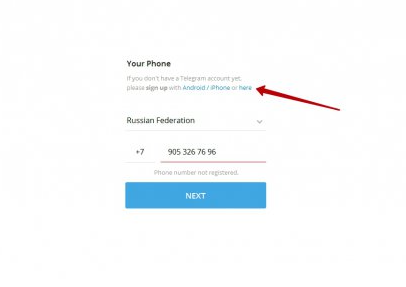 Your Phone
If you don't have a Telegram account yet,
please sign up with Android / iPhone or here
Russian Federation
+7 905 326 76 96
Phone number not registered.
NEXT